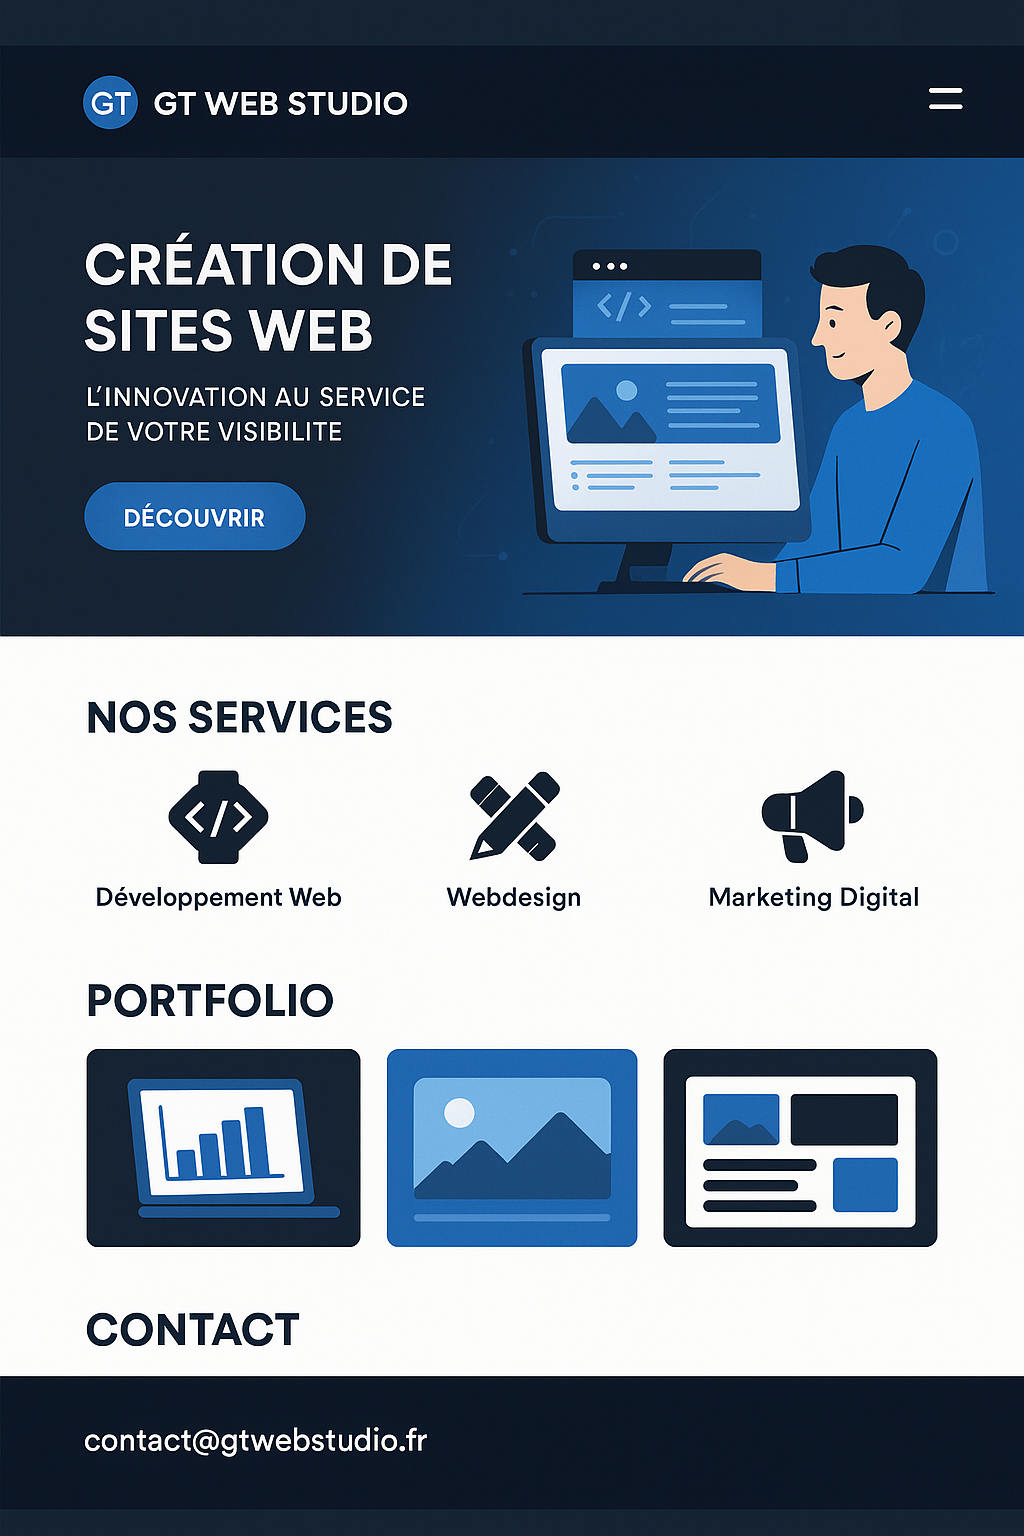 GT GT WEB STUDIO
CRÉATION DE
SITES WEB
L'INNOVATION AU SERVICE
DE VOTRE VISIBILITE
DÉCOUVRIR
</>
NOS SERVICES
</>
Développement Web
Webdesign
Marketing Digital
PORTFOLIO
CONTACT
contact@gtwebstudio.fr